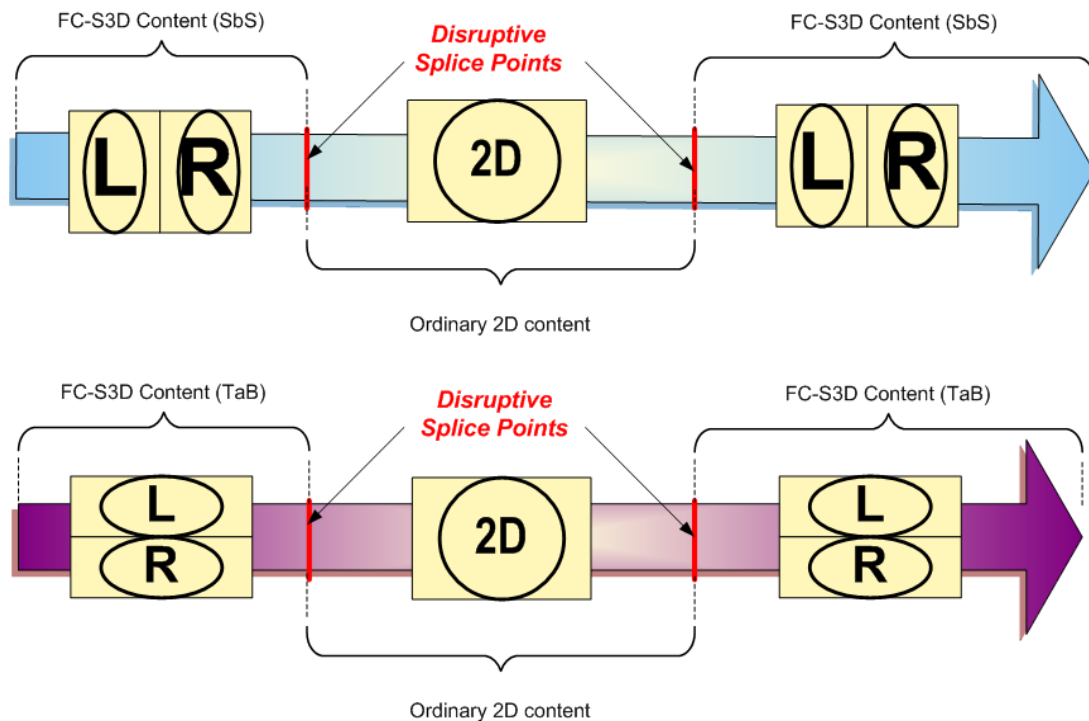 FC-S3D Content (SbS)
Disruptive
Splice Points
FC-S3D Content (SbS)
L R
2D
L R
Ordinary 2D content
FC-S3D Content (TaB)
Disruptive
Splice Points
FC-S3D Content (TaB)
L
R
2D
L
R
Ordinary 2D content